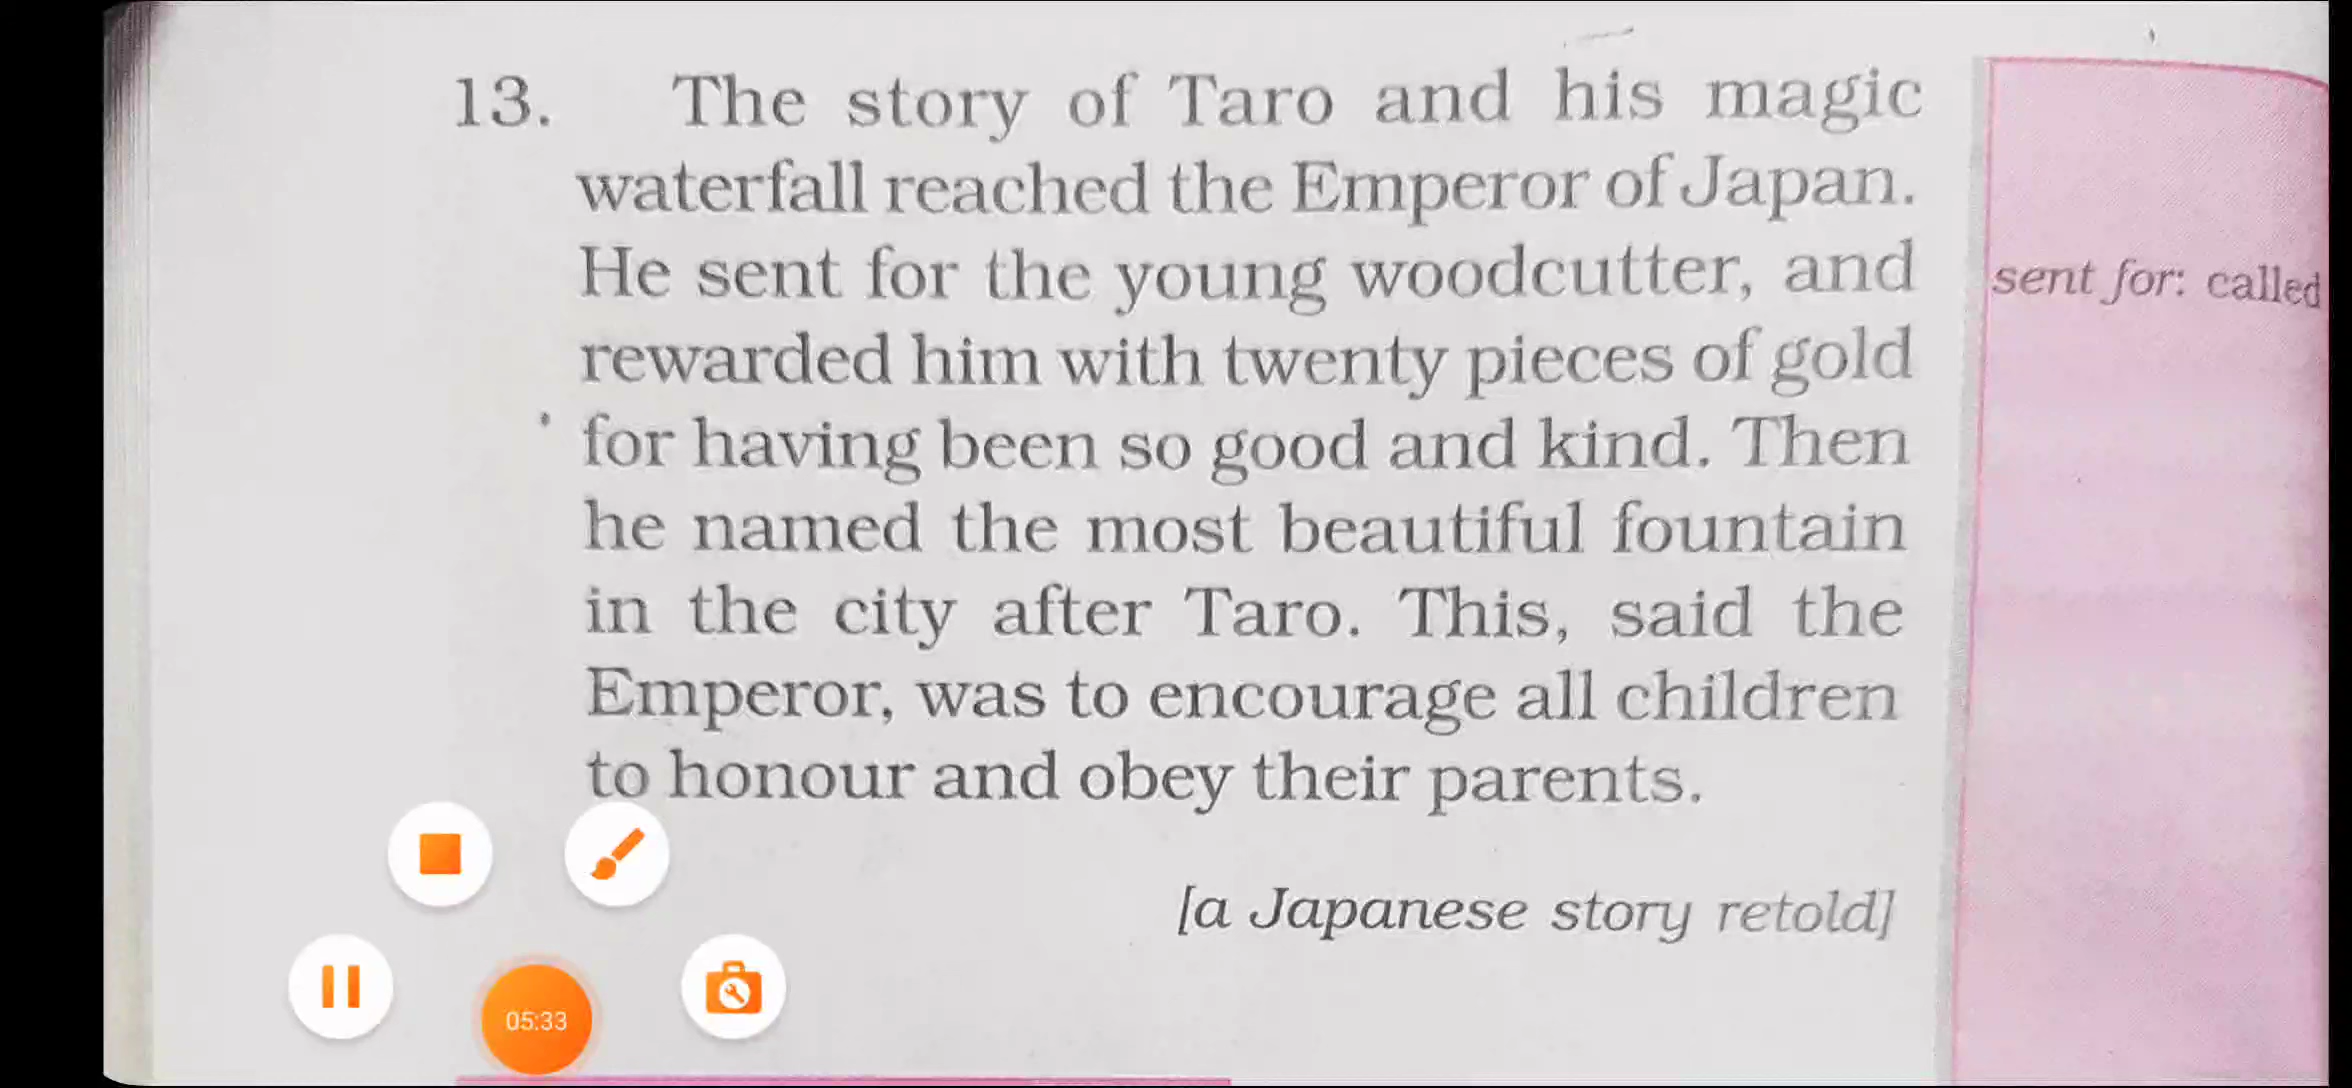 13. The story of Taro and his magic
waterfall reached the Emperor of Japan.
He sent for the young woodcutter, and
rewarded him with twenty pieces of gold
for having been so good and kind. Then
he named the most beautiful fountain
in the city after Taro. This, said the
Emperor, was to encourage all children
to honour and obey their parents.
[a Japanese story retold]
sent for: called
05:33